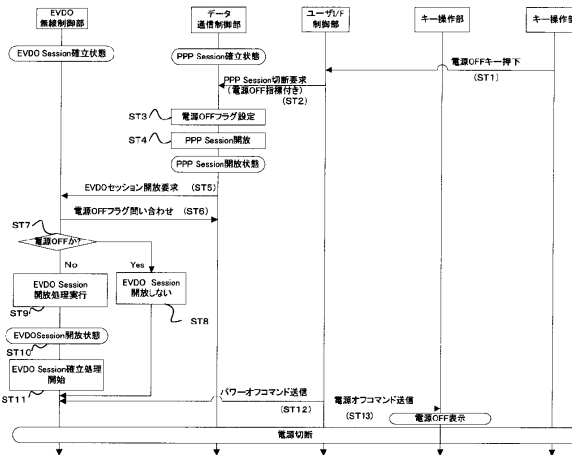 EVDO
無線制御部
データ
通信制御部
ユーザI/F
制御部
キー操作部
キー操作部
EVDO Session確立状態
PPP Session確立状態
電源OFFキー押下
(ST1)
PPP Session切断要求
(電源OFF指標付き)
(ST2)
ST3
電源OFFフラグ設定
ST4
PPP Session開放
PPP Session開放状態
EVDOセッション開放要求 (ST5)
電源OFFフラグ問い合わせ (ST6)
ST7
電源OFFか?
No
Yes
EVDO Session
開放処理実行
EVDO Session
開放しない
ST9
ST8
EVDOSession開放状態
ST10
EVDO Session確立処理
開始
ST11
パワーオフコマンド送信
(ST12)
電源オフコマンド送信
(ST13)
電源OFF表示
電源切断